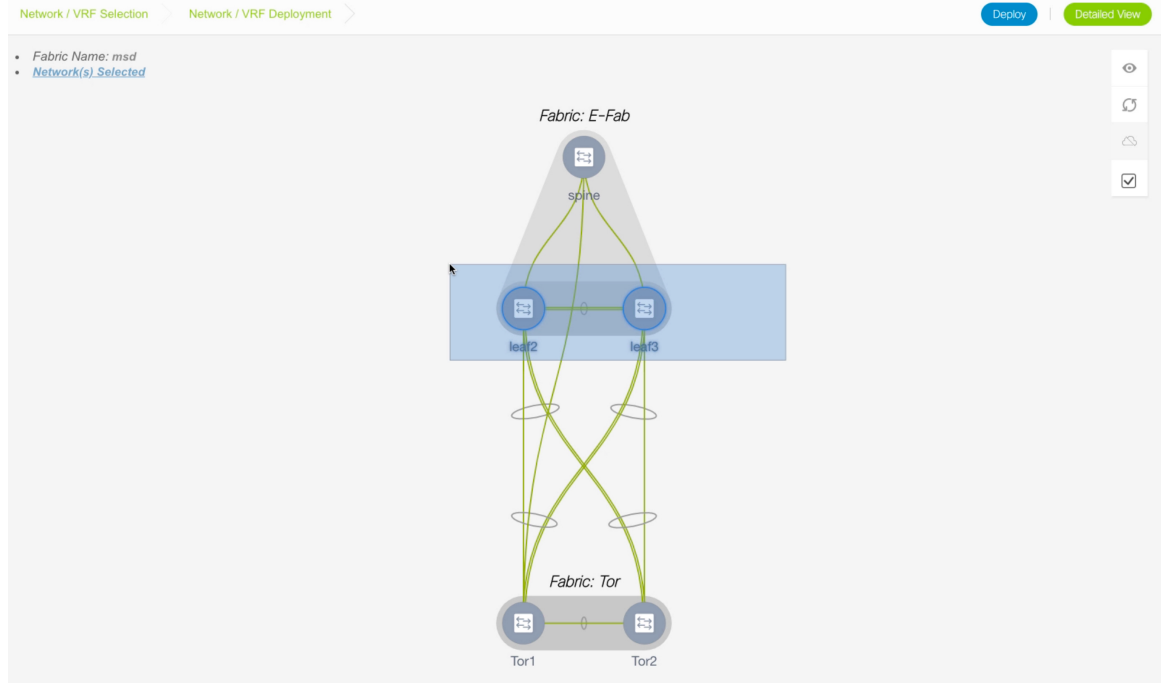 Network / VRF Selection
Network / VRF Deployment
Deploy
Detailed View
Fabric Name: msd
Network(s) Selected
Fabric: E-Fab
spine
leaf2
leaf3
Fabric: Tor
Tor1
Tor2